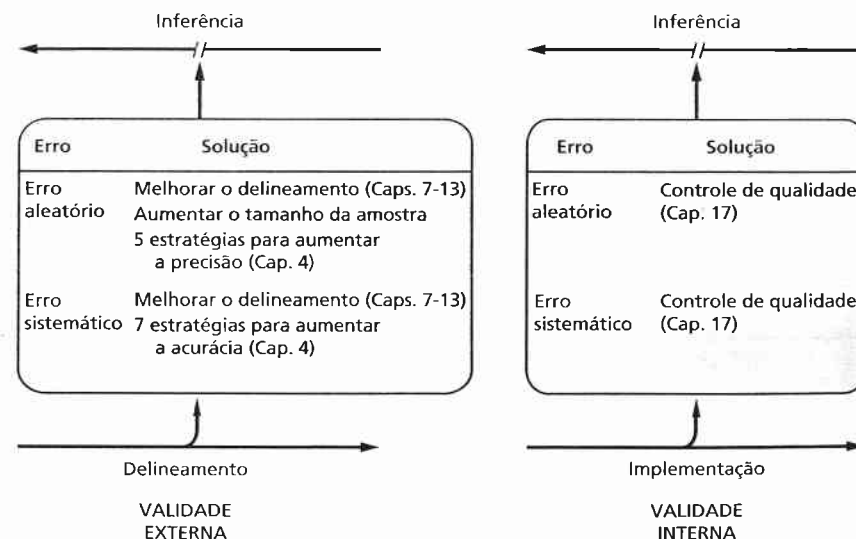 Inferência
Erro Solução
Erro aleatório
Melhorar o delineamento (Caps. 7-13)
Aumentar o tamanho da amostra
5 estratégias para aumentar
a precisão (Cap. 4)
Erro sistemático
Melhorar o delineamento (Caps. 7-13)
7 estratégias para aumentar
a acurácia (Cap. 4)
Delineamento
VALIDADE
EXTERNA
Inferência
Erro Solução
Erro aleatório
Controle de qualidade
(Cap. 17)
Erro sistemático
Controle de qualidade
(Cap. 17)
Implementação
VALIDADE
INTERNA